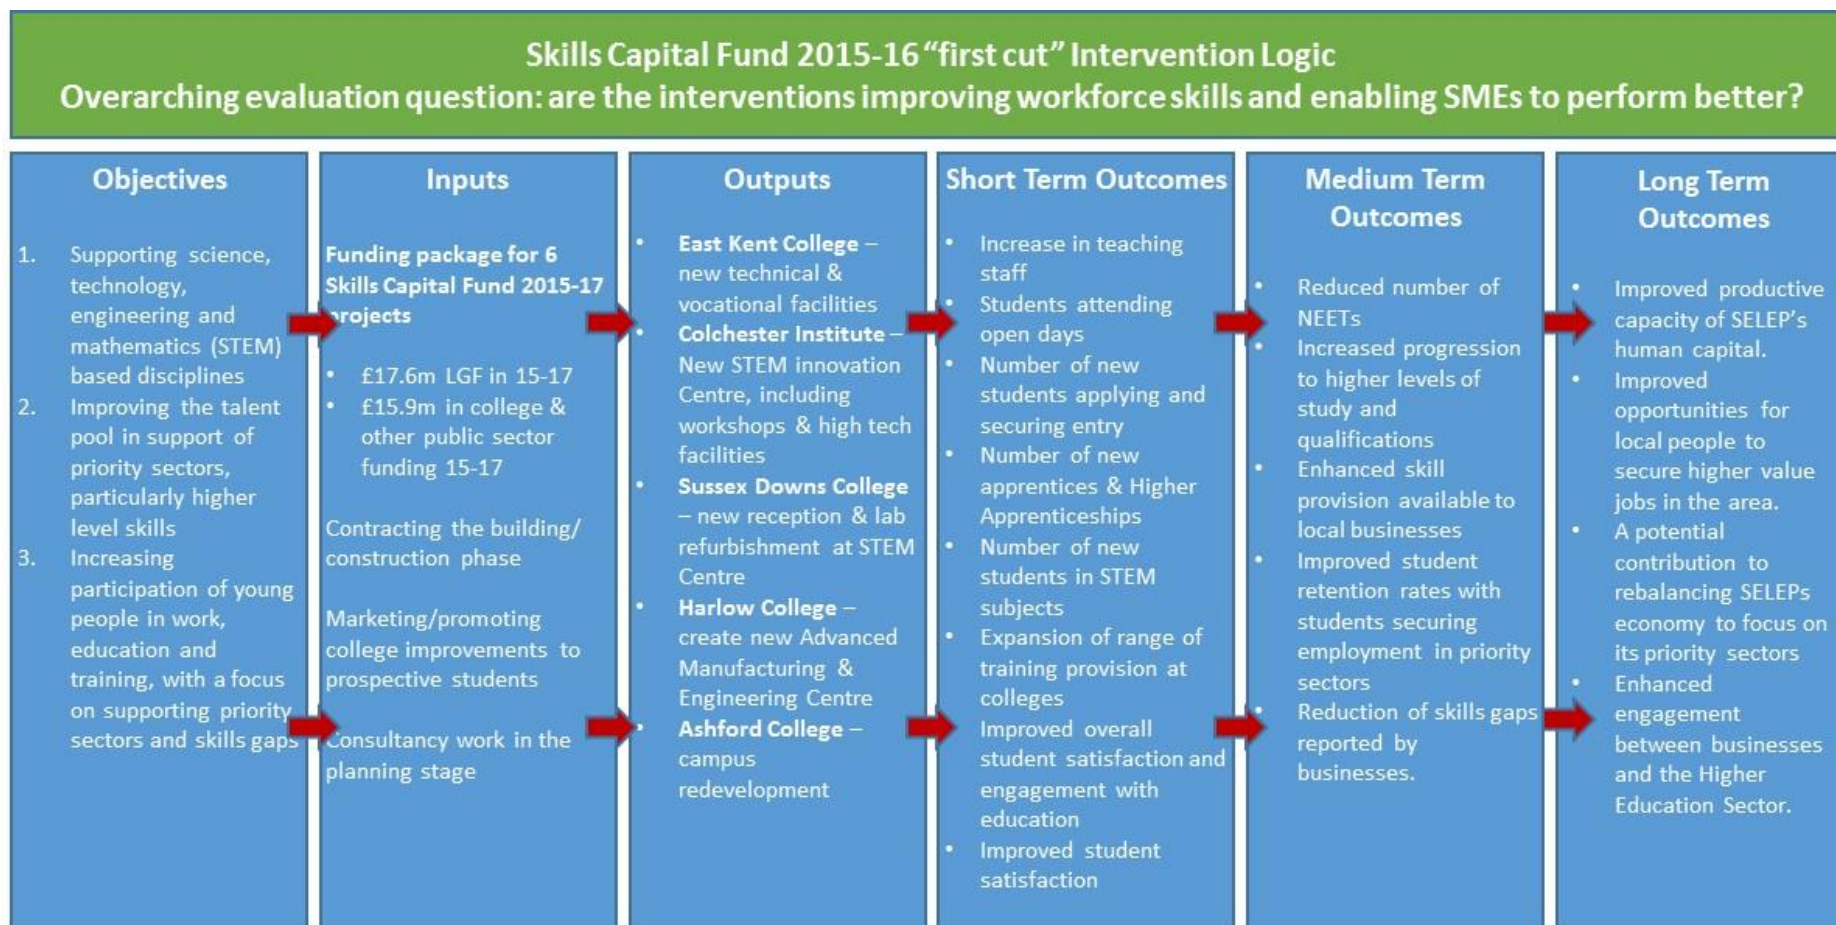 Skills Capital Fund 2015-16 “first cut” Intervention Logic
Overarching evaluation question: are the interventions improving workforce skills and enabling SMEs to perform better?
Objectives
1. Supporting science,
technology,
engineering and
mathematics (STEM)
based disciplines
2. Improving the talent
pool in support of
priority sectors,
particularly higher
level skills
3. Increasing
participation of young
people in work,
education and
training, with a focus
on supporting priority
sectors and skills gaps
Inputs
Funding package for 6
Skills Capital Fund 2015-17
projects
• £17.6m LGF in 15-17
• £15.9m in college &
other public sector
funding 15-17
Contracting the building/
construction phase
Marketing/promoting
college improvements to
prospective students
Consultancy work in the
planning stage
Outputs
• East Kent College –
new technical &
vocational facilities
• Colchester Institute –
New STEM innovation
Centre, including
workshops & high tech
facilities
• Sussex Downs College
– new reception & lab
refurbishment at STEM
Centre
• Harlow College –
create new Advanced
Manufacturing &
Engineering Centre
• Ashford College –
campus
redevelopment
Short Term Outcomes
• Increase in teaching
staff
• Students attending
open days
• Number of new
students applying and
securing entry
• Number of new
apprentices & Higher
Apprenticeships
• Number of new
students in STEM
subjects
• Expansion of range of
training provision at
colleges
• Improved overall
student satisfaction and
engagement with
education
• Improved student
satisfaction
Medium Term
Outcomes
• Reduced number of
NEETs
• Increased progression
to higher levels of
study and
qualifications
• Enhanced skill
provision available to
local businesses
• Improved student
retention rates with
students securing
employment in priority
sectors
• Reduction of skills gaps
reported by
businesses.
Long Term
Outcomes
• Improved productive
capacity of SELEP’s
human capital.
• Improved
opportunities for
local people to
secure higher value
jobs in the area.
• A potential
contribution to
rebalancing SELEPs
economy to focus on
its priority sectors
• Enhanced
engagement
between businesses
and the Higher
Education Sector.